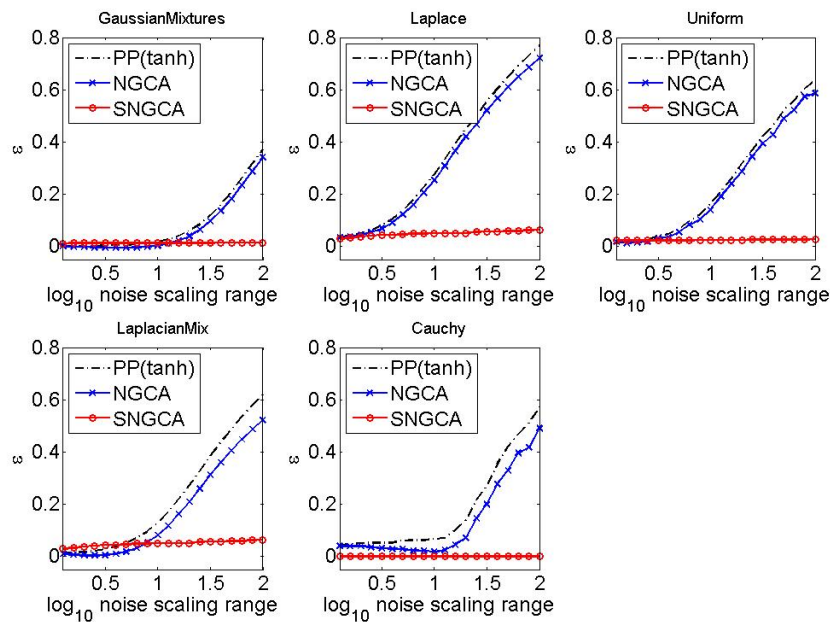 GaussianMixtures
0.8
0.6
0.4
0.2
0
ε
PP(tanh)
NGCA
SNGCA
0.5 1 1.5 2
log10 noise scaling range
Laplace
0.8
0.6
0.4
0.2
0
ε
PP(tanh)
NGCA
SNGCA
0.5 1 1.5 2
log10 noise scaling range
Uniform
0.8
0.6
0.4
0.2
0
ε
PP(tanh)
NGCA
SNGCA
0.5 1 1.5 2
log10 noise scaling range
LaplacianMix
0.8
0.6
0.4
0.2
0
ε
PP(tanh)
NGCA
SNGCA
0.5 1 1.5 2
log10 noise scaling range
Cauchy
0.8
0.6
0.4
0.2
0
ε
PP(tanh)
NGCA
SNGCA
0.5 1 1.5 2
log10 noise scaling range